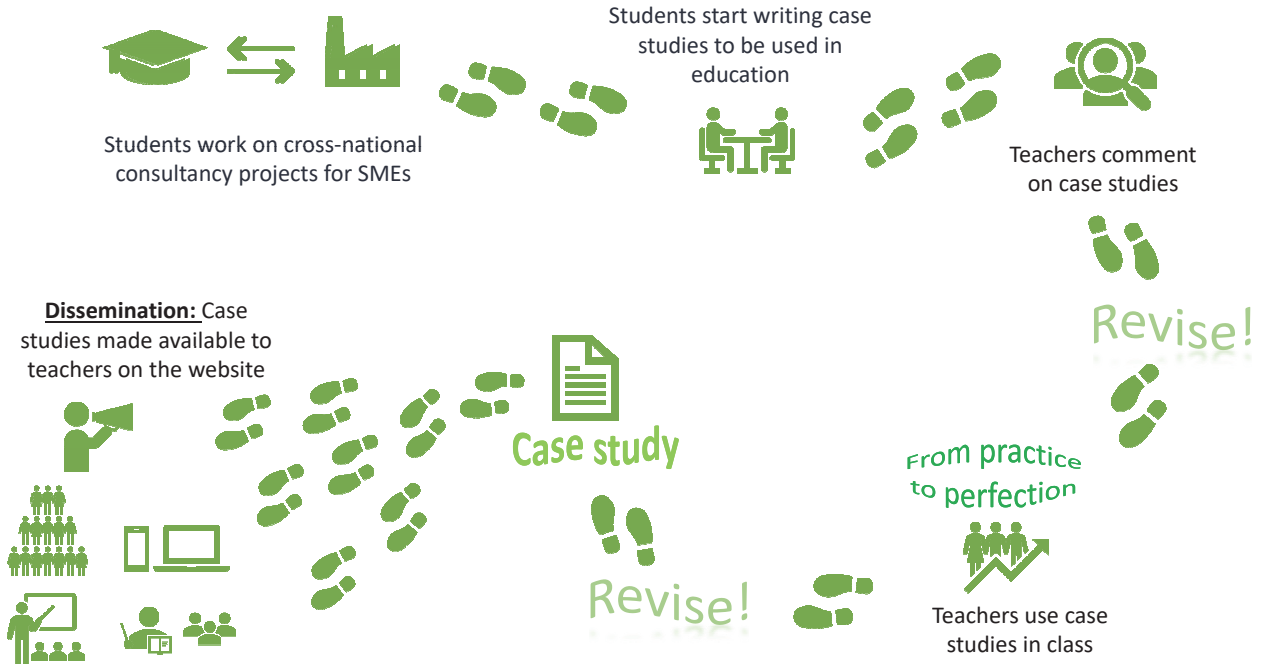 Students work on cross-national
consultancy projects for SMEs
Students start writing case
studies to be used in
education
Teachers comment
on case studies
Revise!
From practice
to perfection
Teachers use case
studies in class
Revise!
Case study
Dissemination: Case
studies made available to
teachers on the website